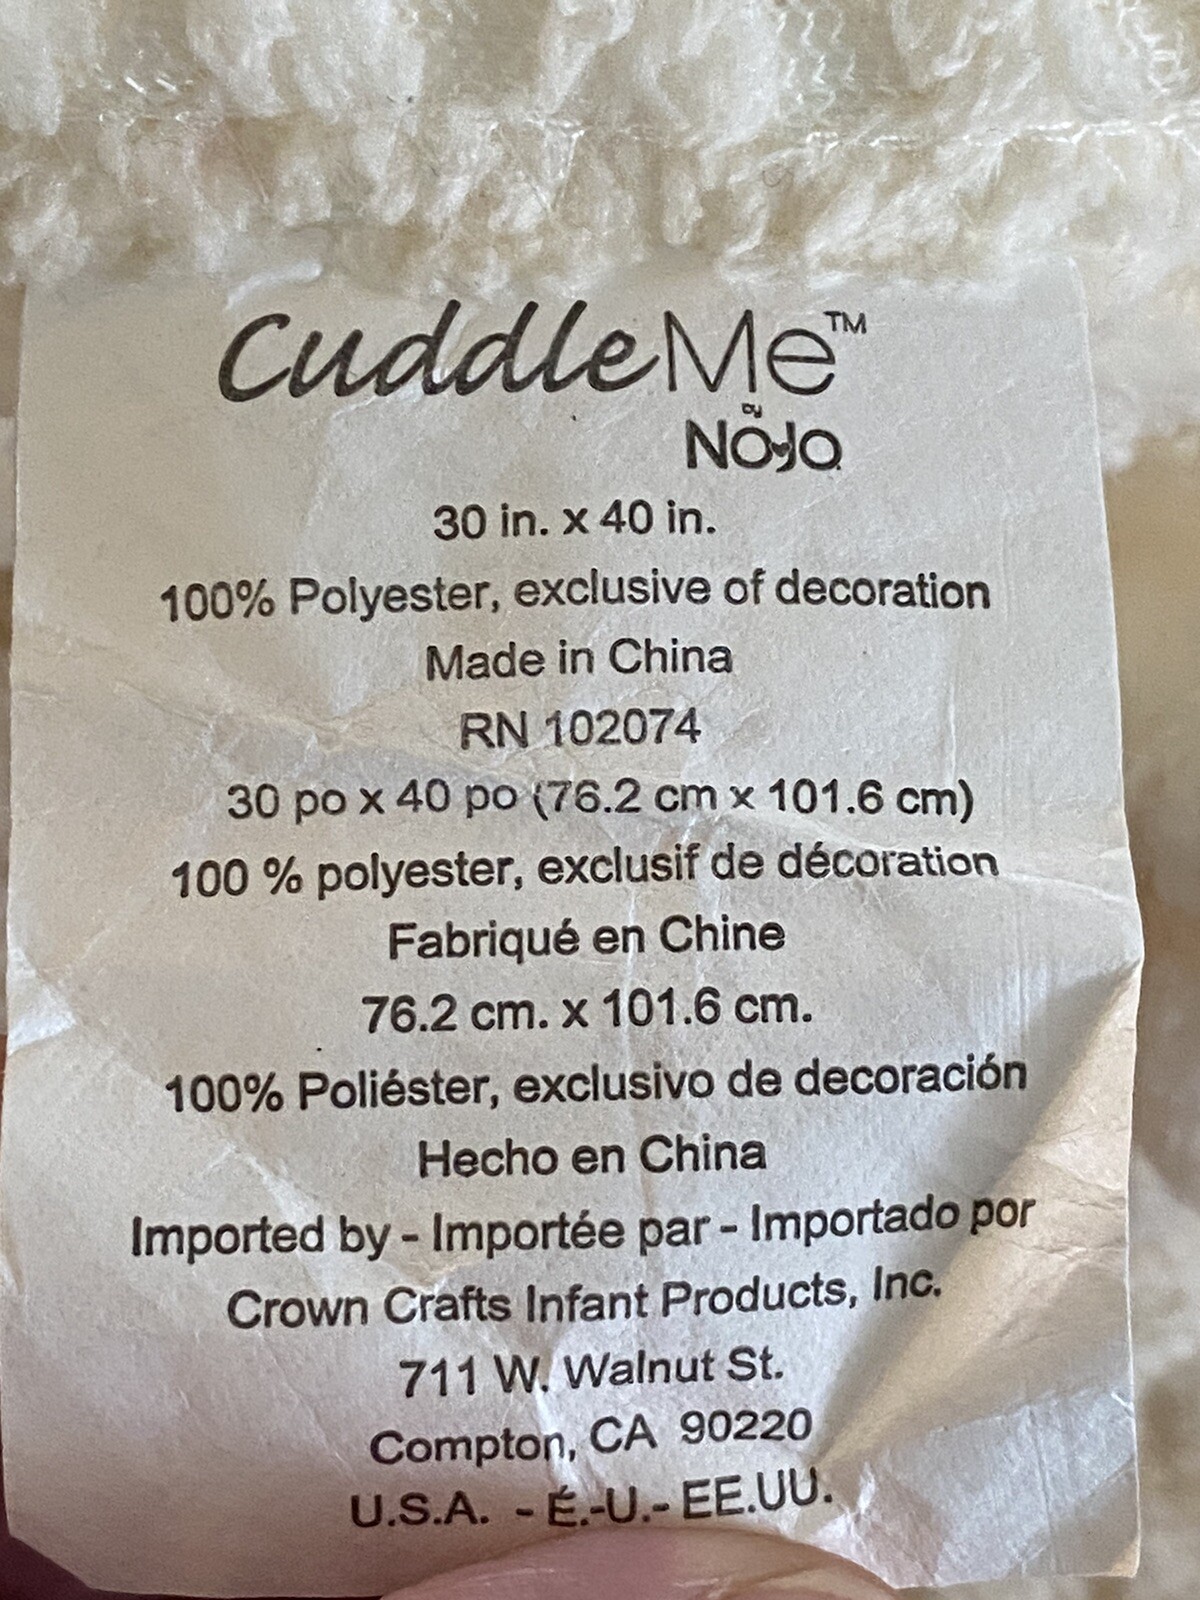 CuddleMe™
by
NoJo
30 in. x 40 in.
100% Polyester, exclusive of decoration
Made in China
RN 102074
30 po x 40 po (76.2 cm x 101.6 cm)
100 % polyester, exclusif de décoration
Fabriqué en Chine
76.2 cm. x 101.6 cm.
100% Poliéster, exclusivo de decoración
Hecho en China
Imported by - Importée par - Importado por
Crown Crafts Infant Products, Inc.
711 W. Walnut St.
Compton, CA 90220
U.S.A. - É.-U.- EE.UU.